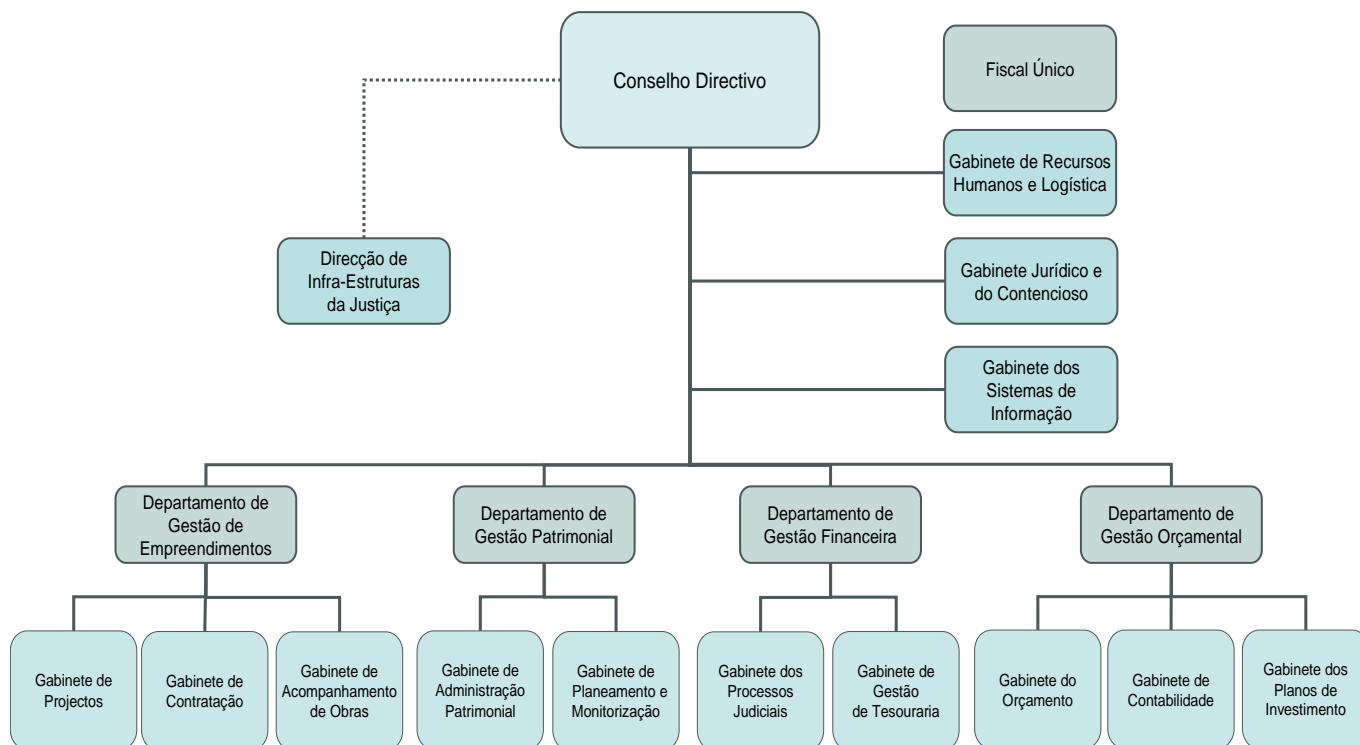 Conselho Directivo
Fiscal Único
Gabinete de Recursos
Humanos e Logística
Direcção de
Infra-Estruturas
da Justiça
Gabinete Jurídico e
do Contencioso
Gabinete dos
Sistemas de
Informação
Departamento de
Gestão de
Empreendimentos
Departamento de
Gestão Patrimonial
Departamento de
Gestão Financeira
Departamento de
Gestão Orçamental
Gabinete de
Projectos
Gabinete de
Contratação
Gabinete de
Acompanhamento
de Obras
Gabinete de
Administração
Patrimonial
Gabinete de
Planeamento e
Monitorização
Gabinete dos
Processos
Judiciais
Gabinete de
Gestão
de Tesouraria
Gabinete do
Orçamento
Gabinete de
Contabilidade
Gabinete dos
Planos de
Investimento